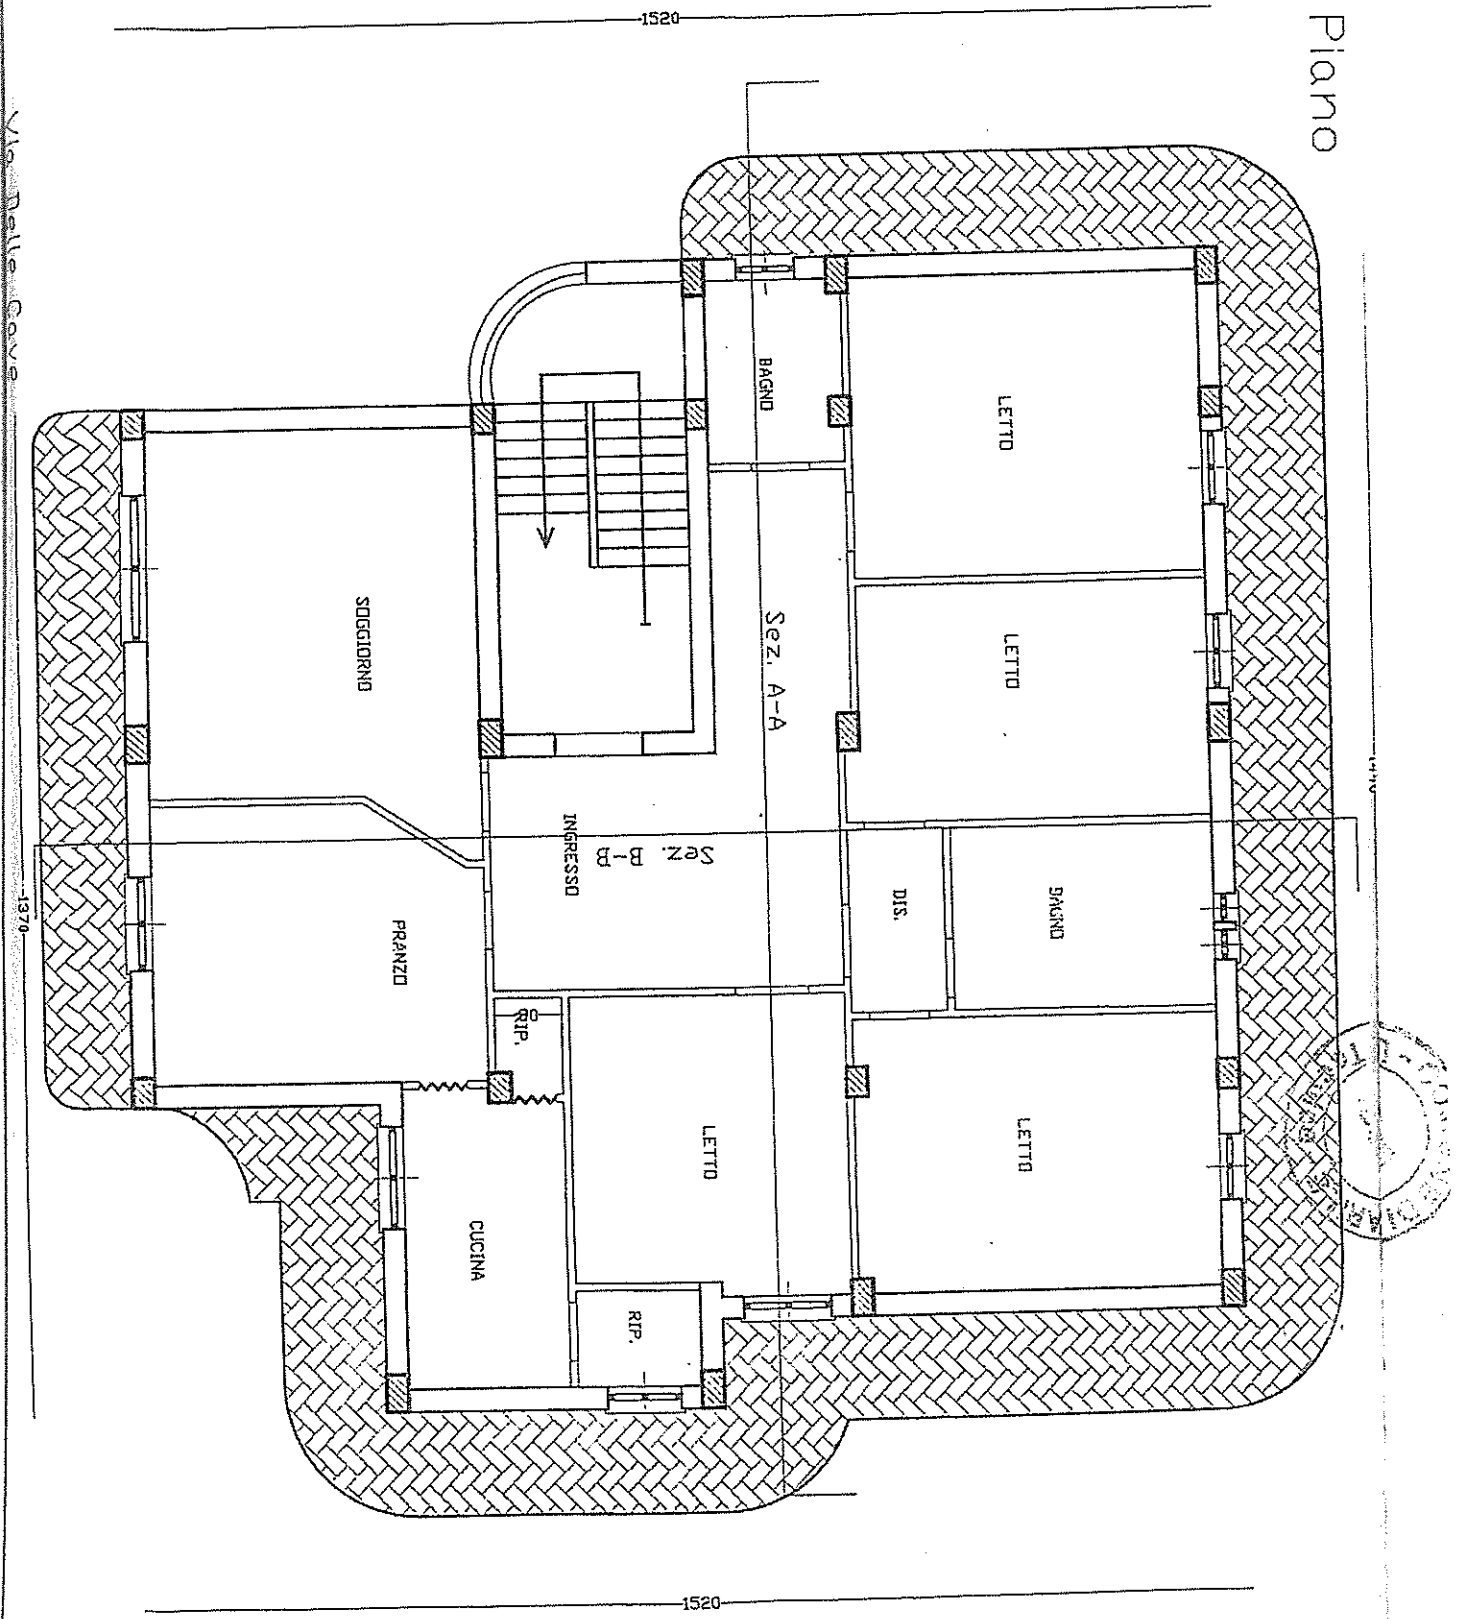 Piano
1520
BAGNO
LETTO
LETTO
Sez. A-A
SOGGIORNO
INGRESSO
Sez. B-B
DIS.
BAGNO
PRANZO
RIP.
80
LETTO
LETTO
CUCINA
RIP.
1370
1520